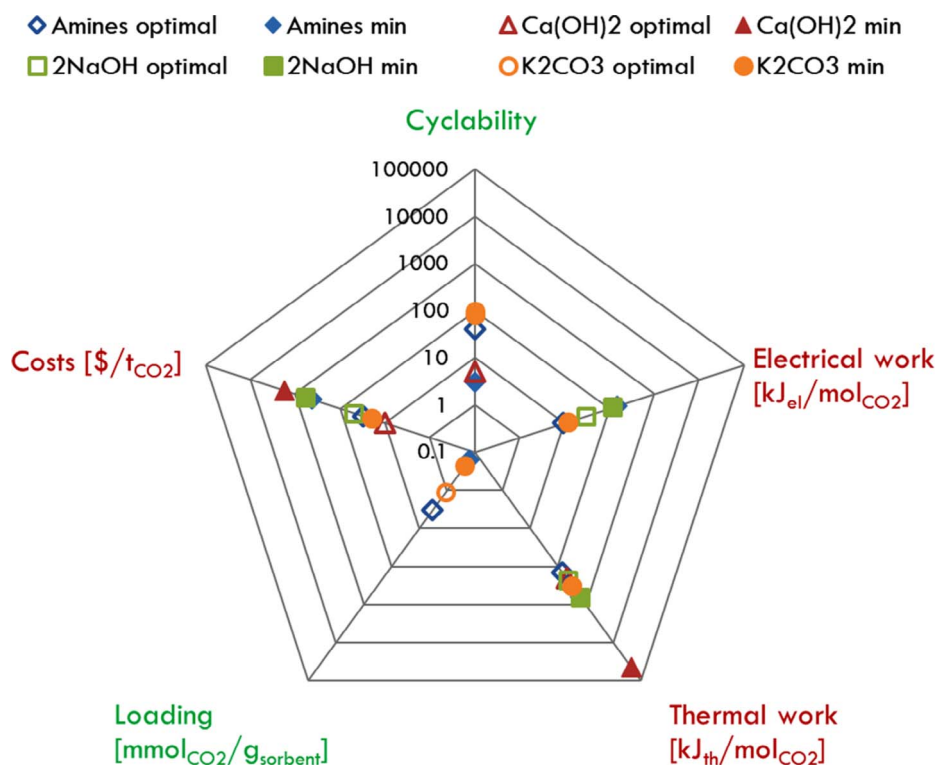 Amines optimal Amines min Ca(OH)2 optimal Ca(OH)2 min
2NaOH optimal 2NaOH min K2CO3 optimal K2CO3 min
Cyclability
100000
10000
1000
100
10
1
0.1
Costs [$/tCO2]
Electrical work
[kJel/molCO2]
Loading
[mmolCO2/gsorbent]
Thermal work
[kJth/molCO2]